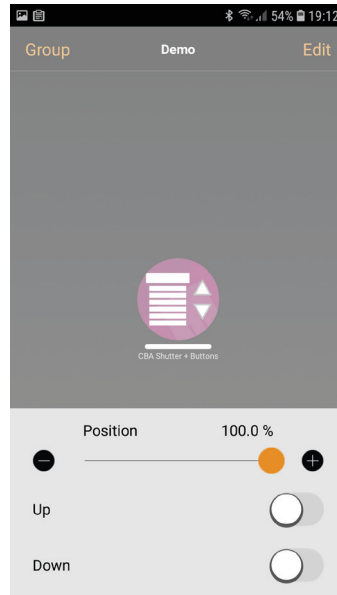 54% 19:12
Group Demo Edit
CBA Shutter + Buttons
Position 100.0 %
Up
Down